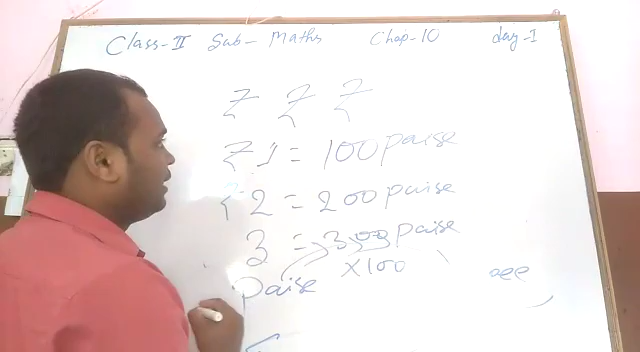 Class-II Sub- Maths Chap-10 day-1
₹ ₹ ₹
₹ 1 = 100 paise
₹ 2 = 200 paise
3 = 300 paise
×100
Paise